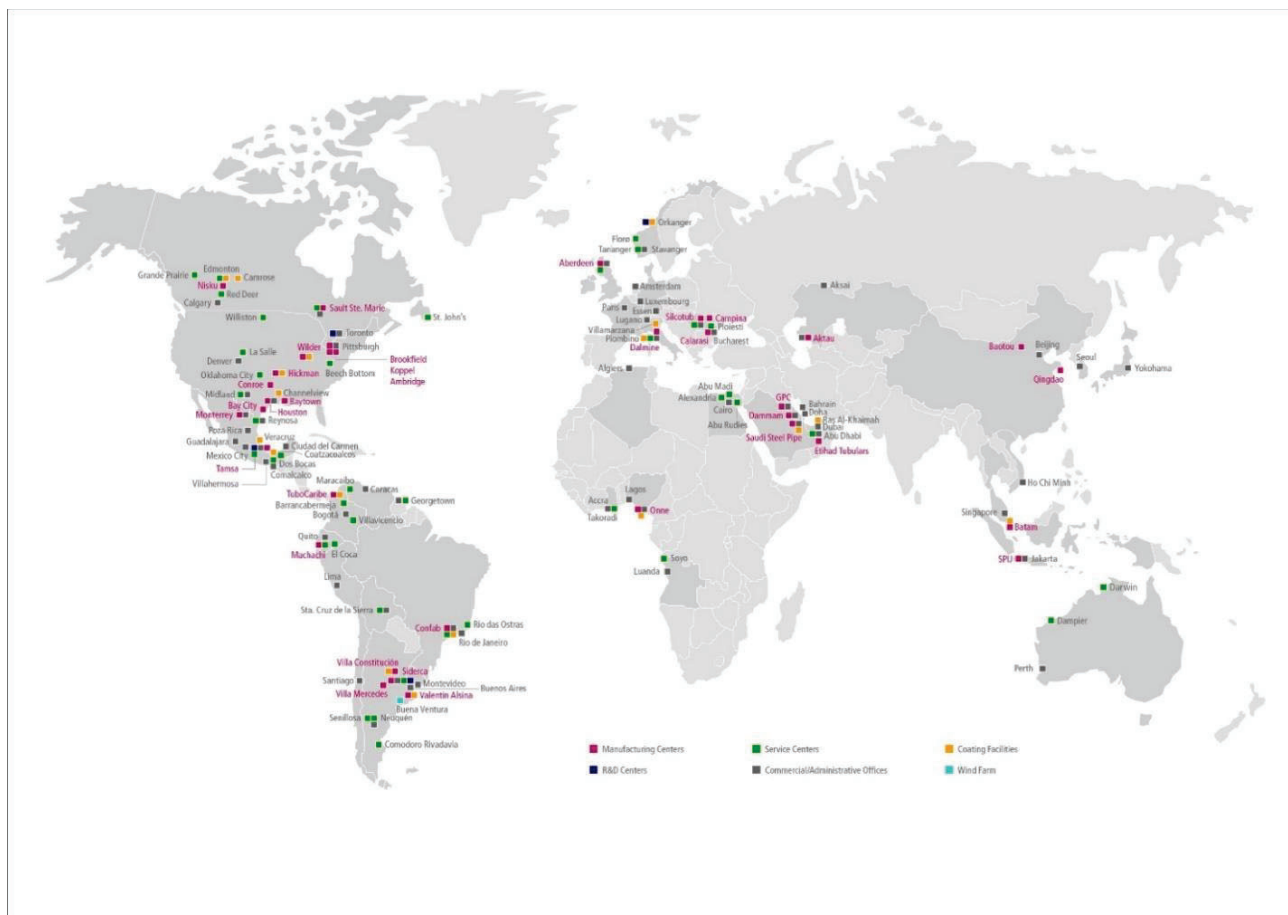 Orkanger
Floro
Tananger
Stavanger
Aberdeen
Grande Prairie
Edmonton
Camrose
Nisku
Red Deer
Calgary
Williston
Sault Ste. Marie
St. John's
Toronto
Amsterdam
Luxembourg
Paris
Essen
Lugano
Silcotub
Campina
Villamarzana
Ploiesti
Piombino
Dalmine
Calarasi
Bucharest
Aksai
Aktau
Baotou
Beijing
Seoul
Yokohama
Qingdao
Wilder
Pittsburgh
La Salle
Denver
Brookfield
Koppel
Ambridge
Oklahoma City
Hickman
Beech Bottom
Conroe
Midland
Channelview
Bay City
Baytown
Houston
Monterrey
Reynosa
Algiers
Abu Madi
Alexandria
Cairo
Abu Rudies
GPC
Bahrain
Doha
Dammam
Ras Al-Khaimah
Dubai
Saudi Steel Pipe
Abu Dhabi
Etihad Tubulars
Poza Rica
Veracruz
Guadalajara
Ciudad del Carmen
Mexico City
Coatzacoalcos
Tamsa
Dos Bocas
Comalcalco
Villahermosa
Maracaibo
Caracas
TuboCaribe
Georgetown
Barrancabermeja
Bogotá
Villavicencio
Quito
Machachi
El Coca
Lima
Accra
Lagos
Takoradi
Onne
Soyo
Luanda
Ho Chi Minh
Singapore
Batam
SPIJ
Jakarta
Darwin
Dampier
Perth
Sta. Cruz de la Sierra
Confab
Rio das Ostras
Rio de Janeiro
Villa Constitución
Siderca
Santiago
Montevideo
Buenos Aires
Villa Mercedes
Valentín Alsina
Buena Ventura
Senillosa
Neuquén
Comodoro Rivadavia
Manufacturing Centers
Service Centers
Coating Facilities
R&D Centers
Commercial/Administrative Offices
Wind Farm